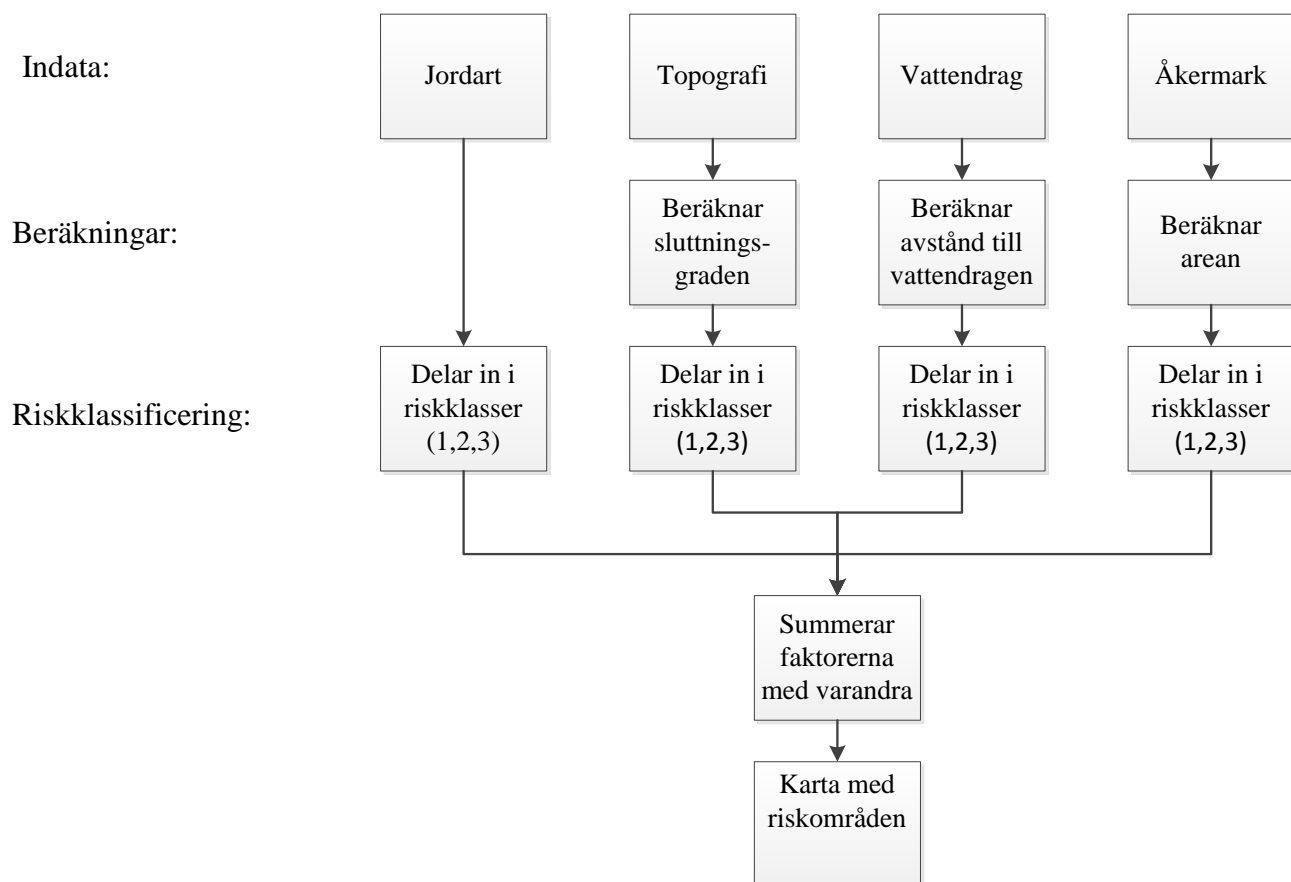 Indata:
Jordart
Topografi
Vattendrag
Åkermark
Beräkningar:
Beräknar
sluttnings-
graden
Beräknar
avstånd till
vattendragen
Beräknar
arean
Riskklassificering:
Delar in i
riskklasser
(1,2,3)
Delar in i
riskklasser
(1,2,3)
Delar in i
riskklasser
(1,2,3)
Delar in i
riskklasser
(1,2,3)
Summerar
faktorerna
med varandra
Karta med
riskområden